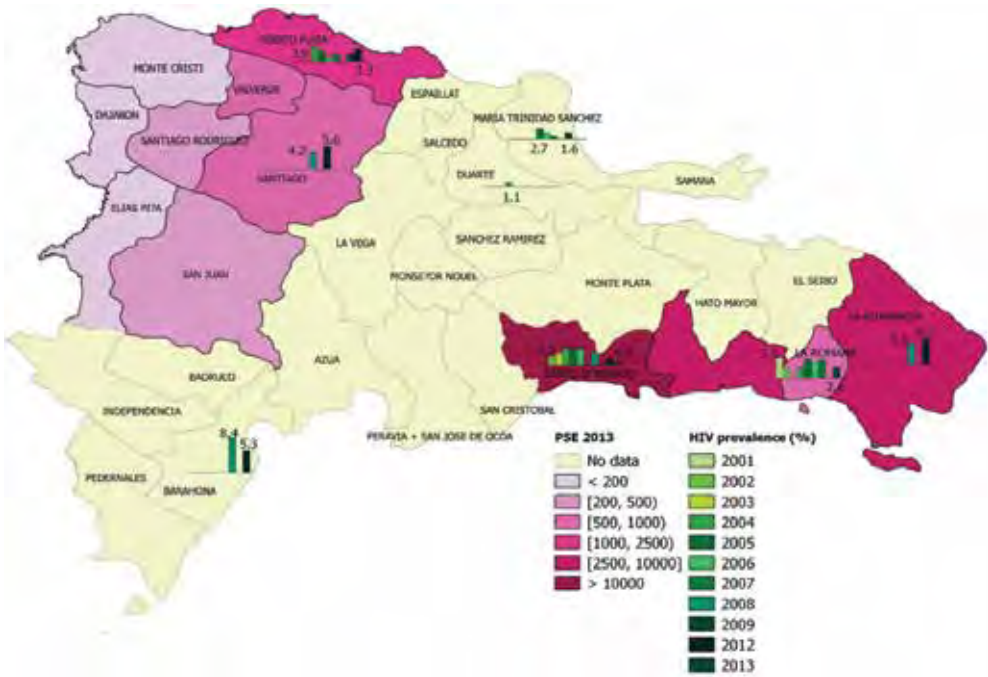 PUERTO PLATA
3.9
3.3
MONTE CRISTI
VALVERDE
ESPAILLAT
DAJABON
SANTIAGO RODRIGUEZ
MARIA TRINIDAD SANCHEZ
2.7 1.6
SALCEDO
4.2 5.6
SANTIAGO
DUARTE
1.1
SAMANA
ELIAS PIÑA
LA VEGA
SANCHEZ RAMIREZ
SAN JUAN
MONSEÑOR NOUEL
MONTE PLATA
EL SEIBO
HATO MAYOR
LA ALTAGRACIA
LA ROMANA
AZUA
BAORUCO
INDEPENDENCIA
SAN CRISTOBAL
PERAVIA + SAN JOSE DE OCOA
8.4
5.3
PEDERNALES
BARAHONA
PSE 2013
No data
< 200
[200, 500)
[500, 1000)
[1000, 2500)
[2500, 10000]
> 10000
HIV prevalence (%)
2001
2002
2003
2004
2005
2006
2007
2008
2009
2012
2013